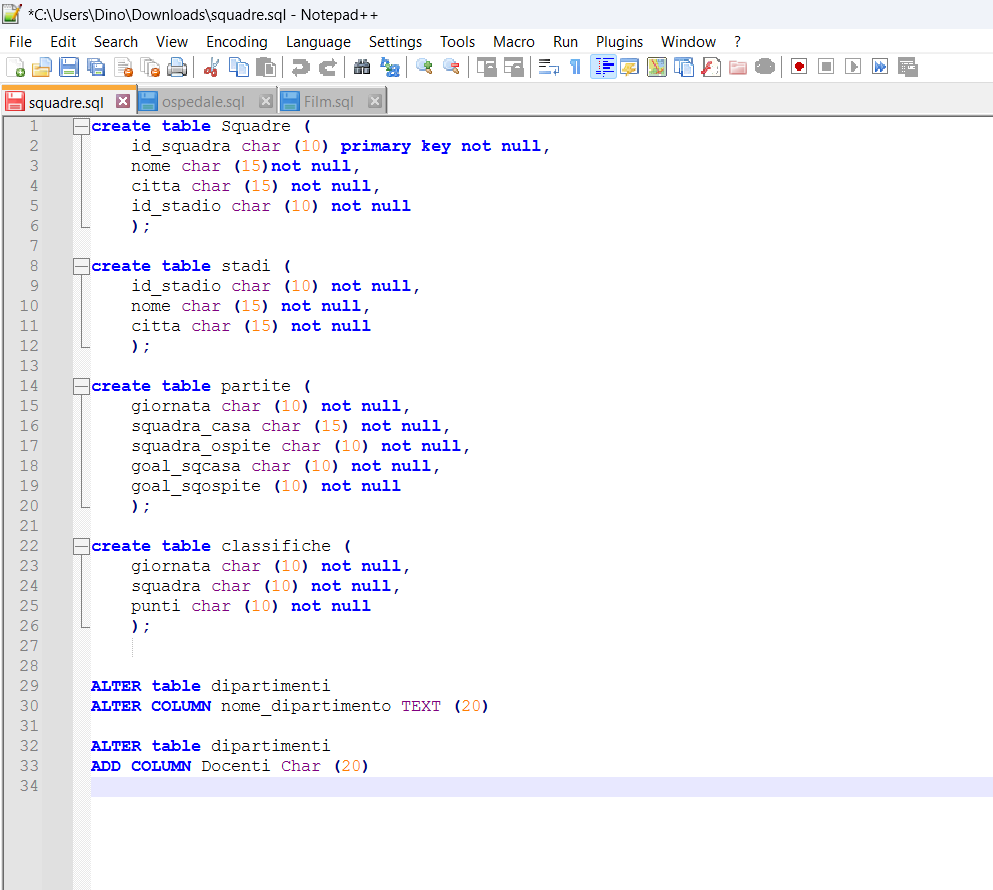 *C:\Users\Dino\Downloads\squadre.sql - Notepad++
File Edit Search View Encoding Language Settings Tools Macro Run Plugins Window ?
squadre.sql ospedale.sql Film.sql
1 create table Squadre (
2 id_squadra char (10) primary key not null,
3 nome char (15)not null,
4 citta char (15) not null,
5 id_stadio char (10) not null
6 );
7
8 create table stadi (
9 id_stadio char (10) not null,
10 nome char (15) not null,
11 citta char (15) not null
12 );
13
14 create table partite (
15 giornata char (10) not null,
16 squadra_casa char (15) not null,
17 squadra_ospite char (10) not null,
18 goal_sqcasa char (10) not null,
19 goal_sqospite (10) not null
20 );
21
22 create table classifiche (
23 giornata char (10) not null,
24 squadra char (10) not null,
25 punti char (10) not null
26 );
27
28
29 ALTER table dipartimenti
30 ALTER COLUMN nome_dipartimento TEXT (20)
31
32 ALTER table dipartimenti
33 ADD COLUMN Docenti Char (20)
34